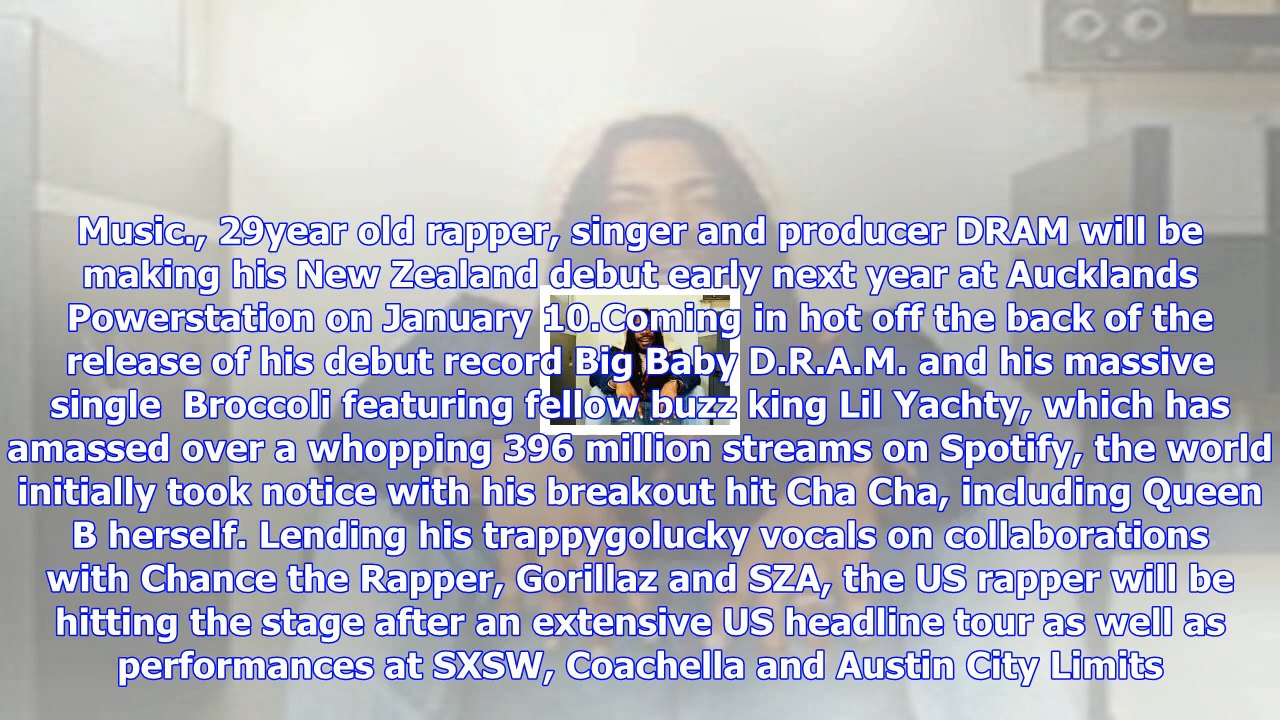 Music., 29year old rapper, singer and producer DRAM will be
making his New Zealand debut early next year at Aucklands
Powerstation on January 10.Coming in hot off the back of the
release of his debut record Big Baby D.R.A.M. and his massive
single  Broccoli featuring fellow buzz king Lil Yachty, which has
amassed over a whopping 396 million streams on Spotify, the world
initially took notice with his breakout hit Cha Cha, including Queen
B herself. Lending his trappygolucky vocals on collaborations
with Chance the Rapper, Gorillaz and SZA, the US rapper will be
hitting the stage after an extensive US headline tour as well as
performances at SXSW, Coachella and Austin City Limits